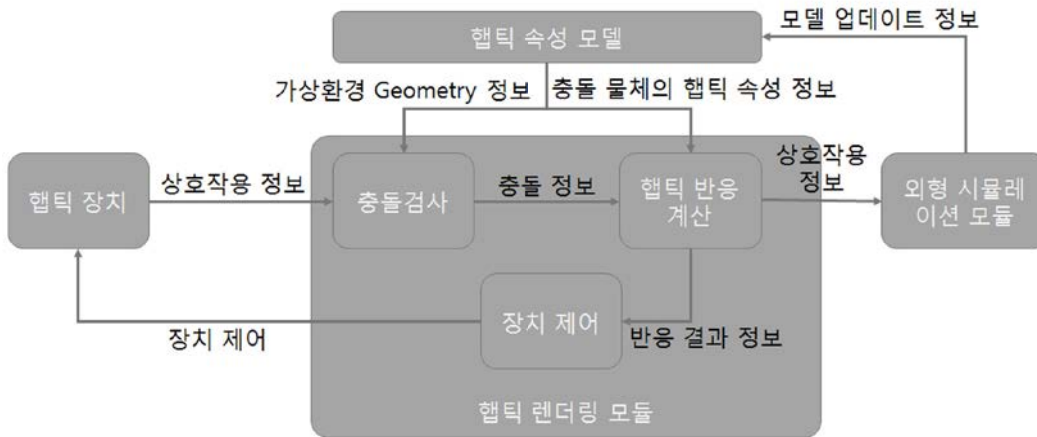 햅틱 속성 모델
모델 업데이트 정보
가상환경 Geometry 정보
충돌 물체의 햅틱 속성 정보
햅틱 장치
상호작용 정보
충돌검사
충돌 정보
햅틱 반응
계산
상호작용
정보
외형 시뮬레
이션 모듈
장치 제어
장치 제어
반응 결과 정보
햅틱 렌더링 모듈